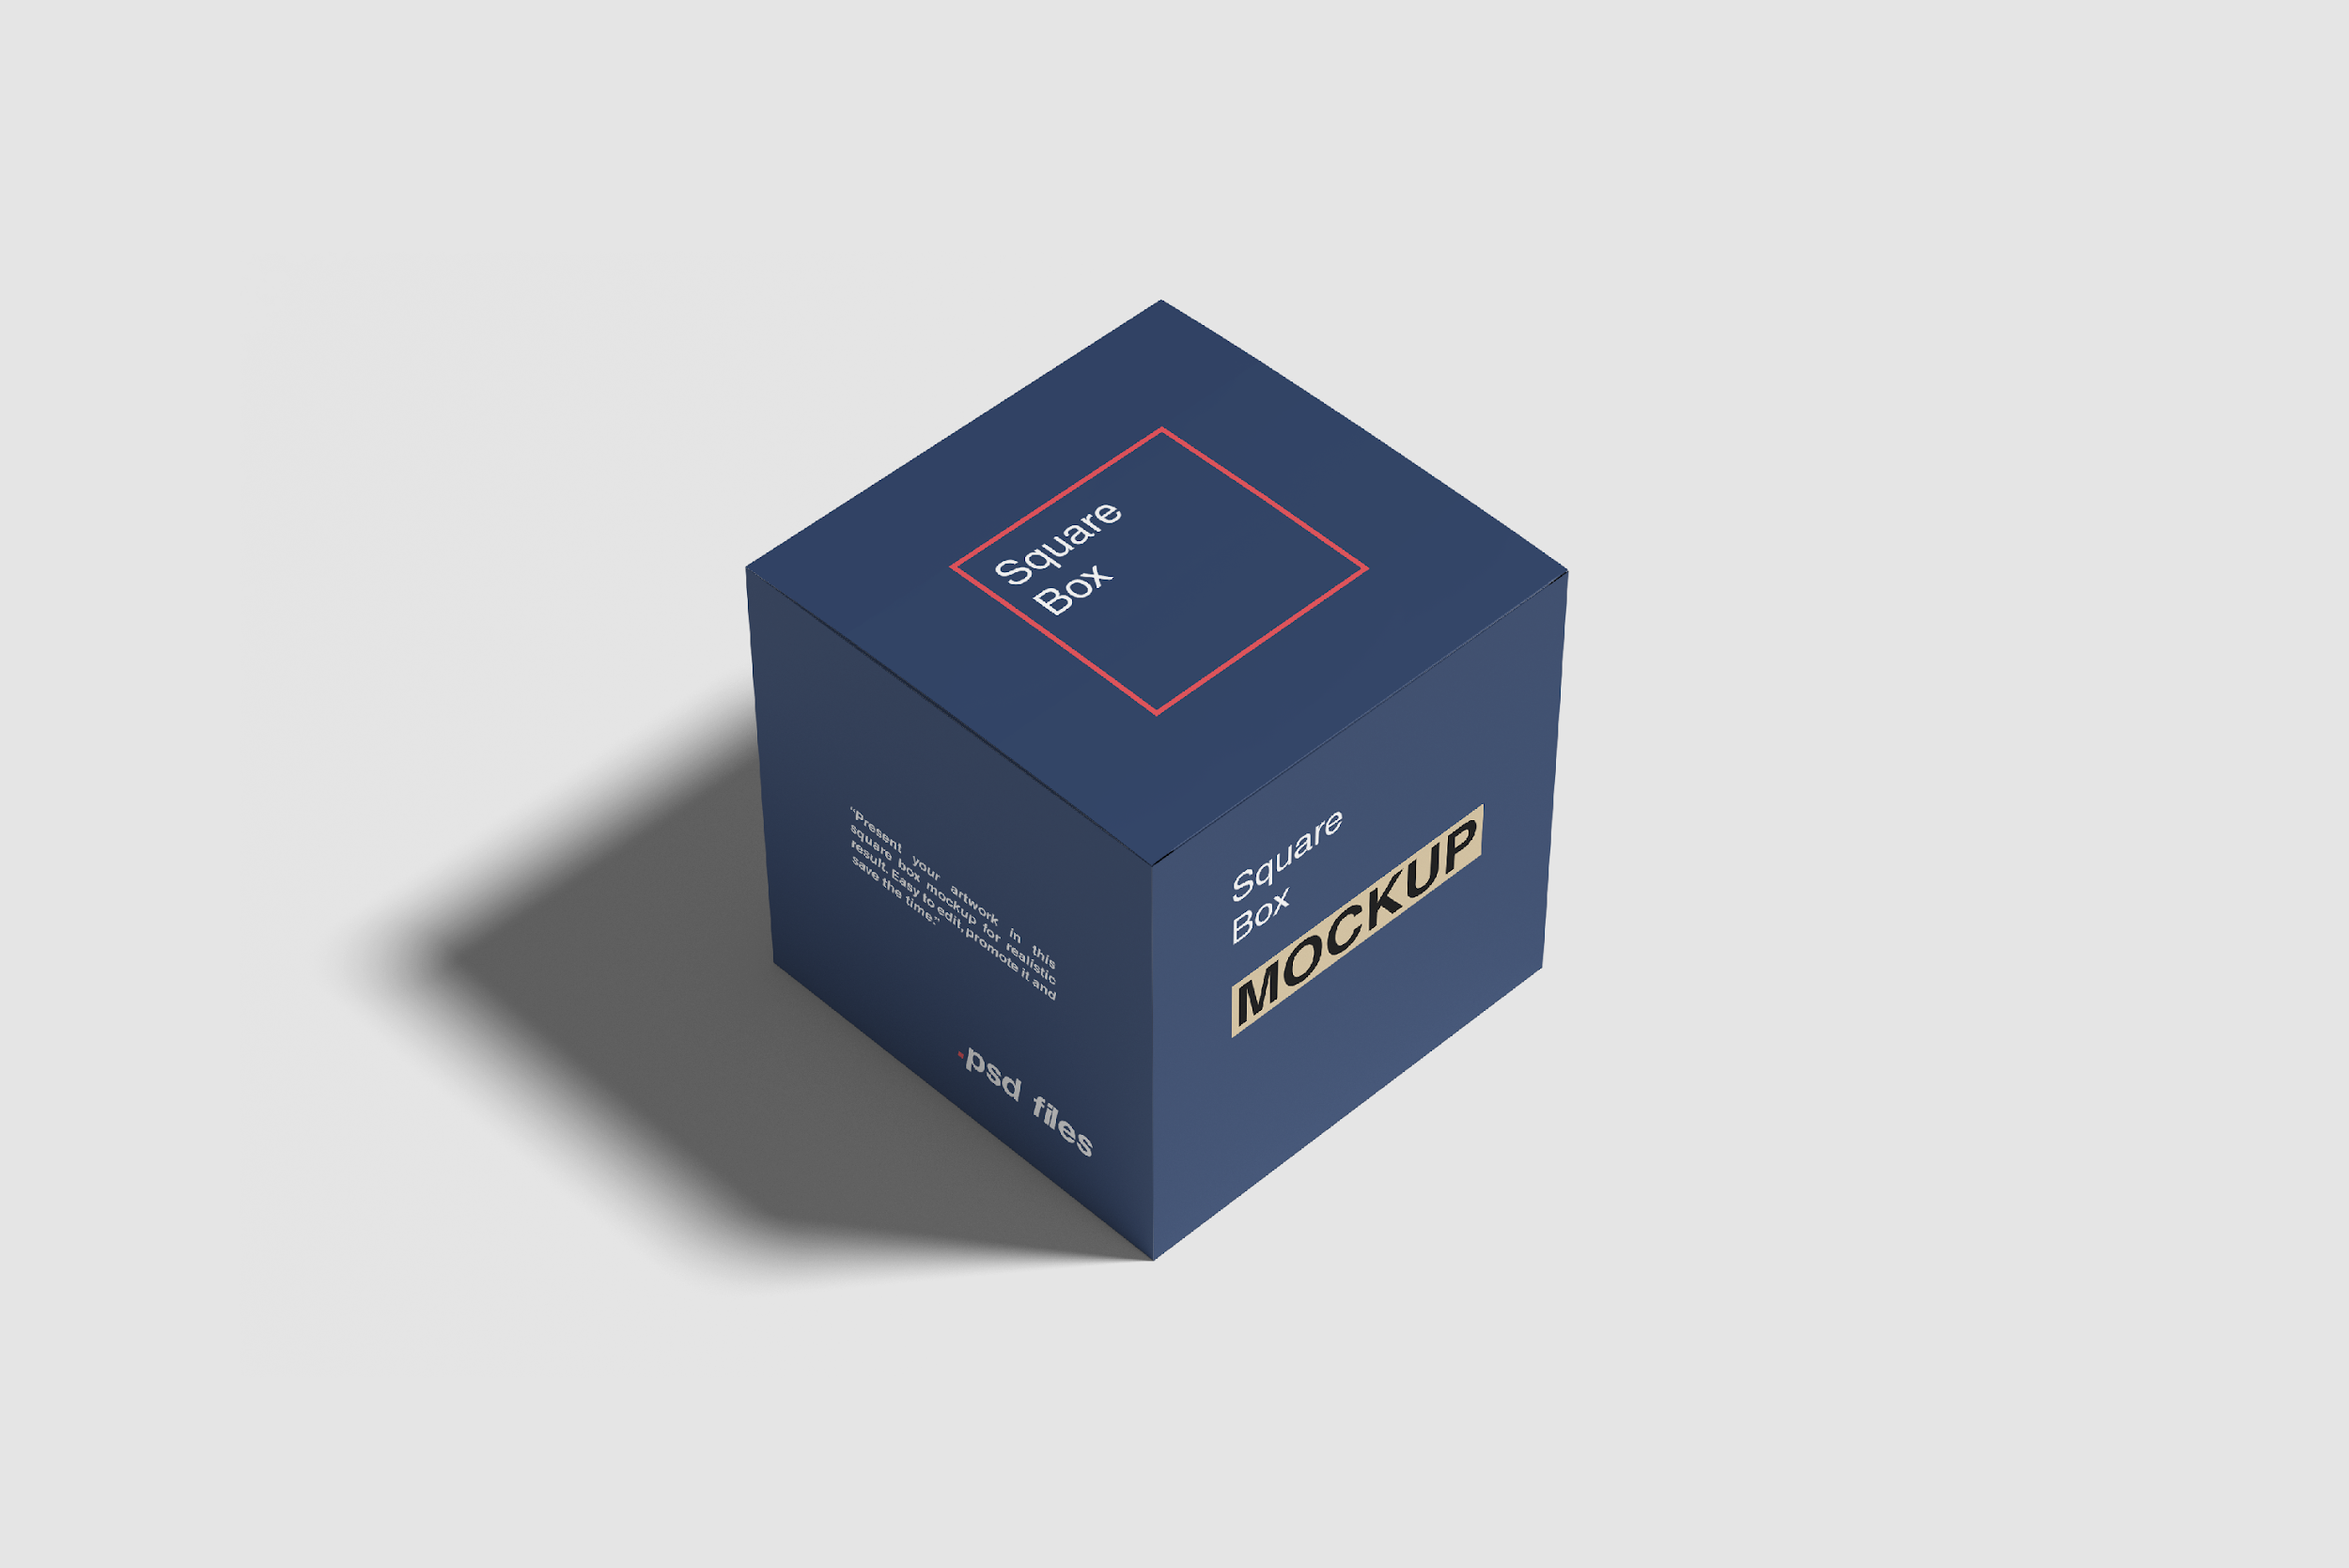 Square
Box
"Present your artwork in this
square box mockup for realistic
result. Easy to edit, promote it and
save the time."
-psd files
Square
Box
MOCKUP